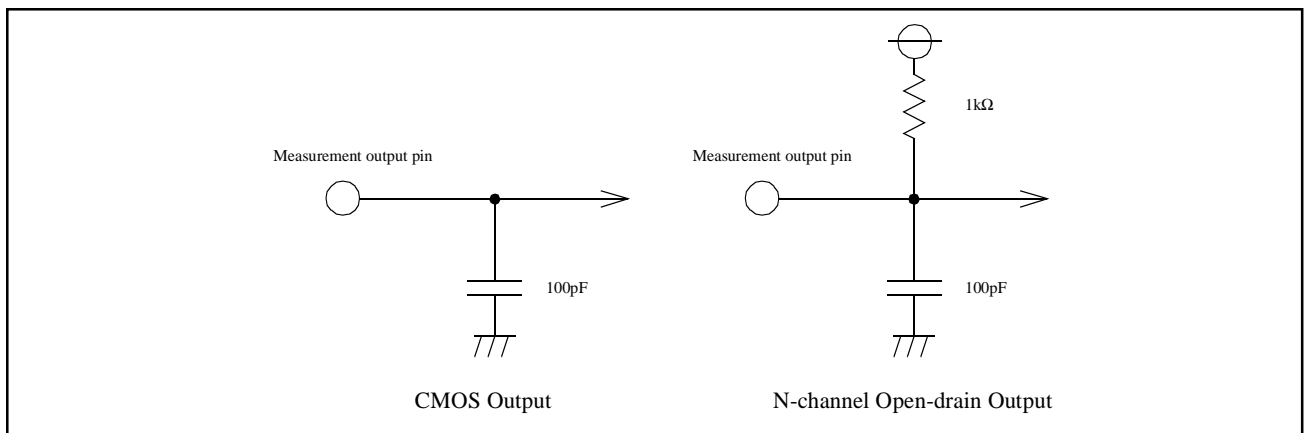 1kΩ
Measurement output pin
Measurement output pin
100pF
100pF
CMOS Output
N-channel Open-drain Output